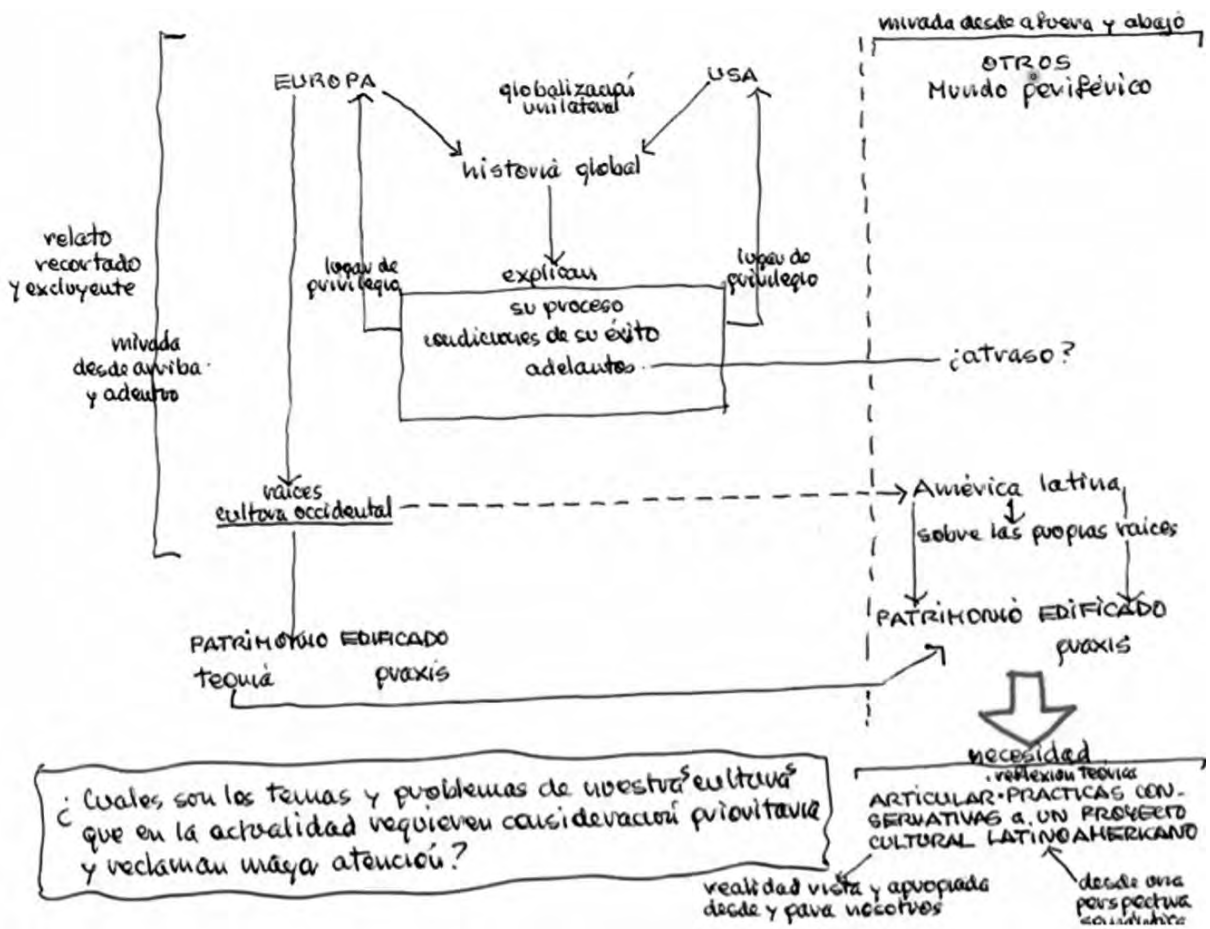 mirada desde afuera y abajo
OTROS
Mundo periférico
EUROPA
globalizació
unilateral
USA
historia global
relato
recortado
y excluyente
lugar de
privilegio
explican
lugar de
privilegio
su proceso
condiciones de su éxito
adelantos
¿atraso?
mirada
desde arriba
y adentro
raíces
cultura occidental
América latina
sobre las propias raíces
PATRIMONIO EDIFICADO
teoría praxis
PATRIMONIO EDIFICADO
praxis
necesidad
. reflexión teórica
ARTICULAR • PRACTICAS CON-
SERVATIVAS a. UN PROYECTO
CULTURAL LATINOAMERICANO
¿ Cuales son los temas y problemas de nuestras culturas
que en la actualidad requieren consideración prioritaria
y reclaman maya atención?
realidad vista y apropiada
desde y para nosotros
desde una
perspectiva